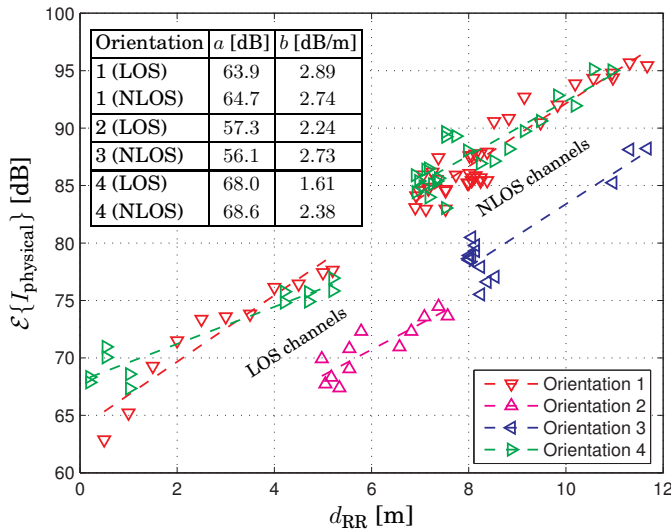 Orientation a [dB] b [dB/m]
1 (LOS) 63.9 2.89
1 (NLOS) 64.7 2.74
2 (LOS) 57.3 2.24
3 (NLOS) 56.1 2.73
4 (LOS) 68.0 1.61
4 (NLOS) 68.6 2.38
100
95
90
85
80
75
70
65
60
ℰ{I_physical} [dB]
NLOS channels
LOS channels
Orientation 1
Orientation 2
Orientation 3
Orientation 4
0 2 4 6 8 10 12
d_RR [m]